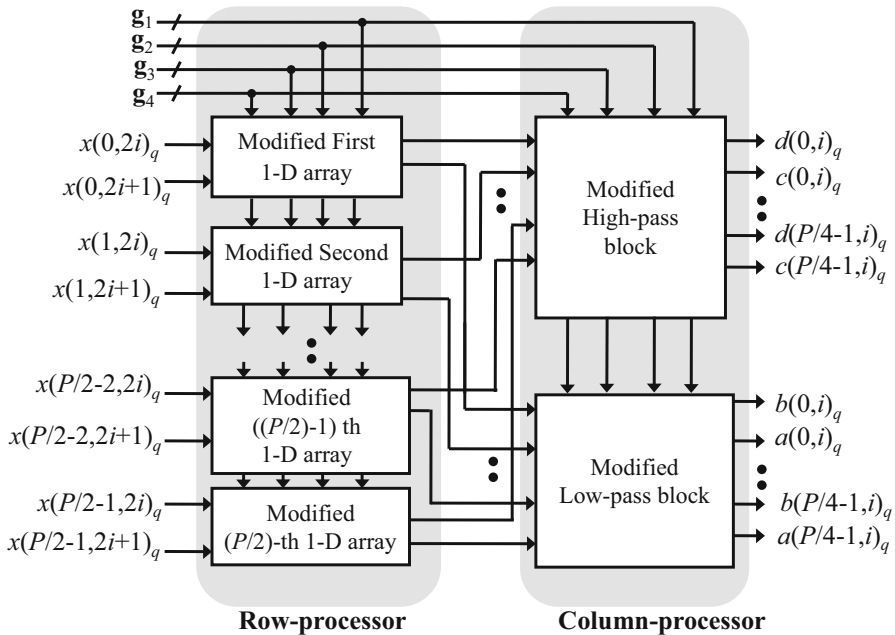 g1
g2
g3
g4
x(0,2i)q
x(0,2i+1)q
x(1,2i)q
x(1,2i+1)q
x(P/2-2,2i)q
x(P/2-2,2i+1)q
x(P/2-1,2i)q
x(P/2-1,2i+1)q
Modified First
1-D array
Modified Second
1-D array
Modified
((P/2)-1) th
1-D array
Modified
(P/2)-th 1-D array
Row-processor
Modified
High-pass
block
Modified
Low-pass block
Column-processor
d(0,i)q
c(0,i)q
d(P/4-1,i)q
c(P/4-1,i)q
b(0,i)q
a(0,i)q
b(P/4-1,i)q
a(P/4-1,i)q